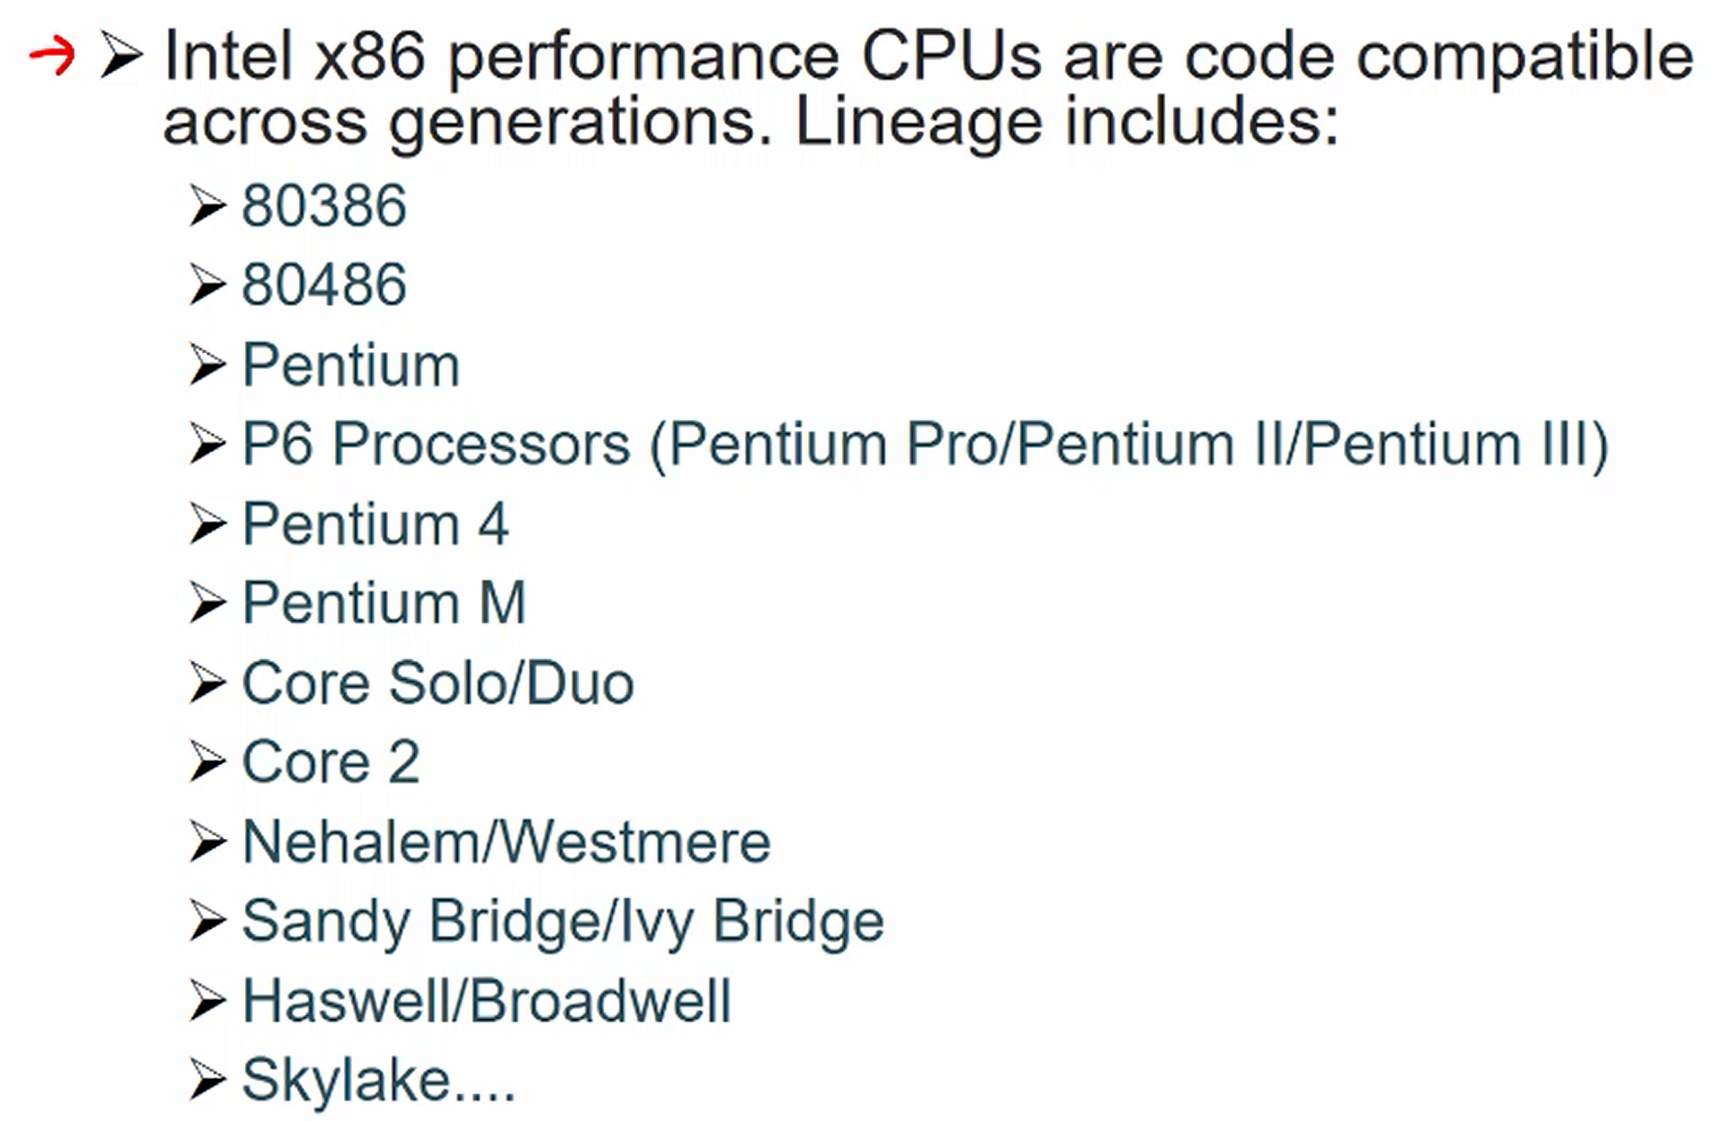 Intel x86 performance CPUs are code compatible
across generations. Lineage includes:
80386
80486
Pentium
P6 Processors (Pentium Pro/Pentium II/Pentium III)
Pentium 4
Pentium M
Core Solo/Duo
Core 2
Nehalem/Westmere
Sandy Bridge/Ivy Bridge
Haswell/Broadwell
Skylake....